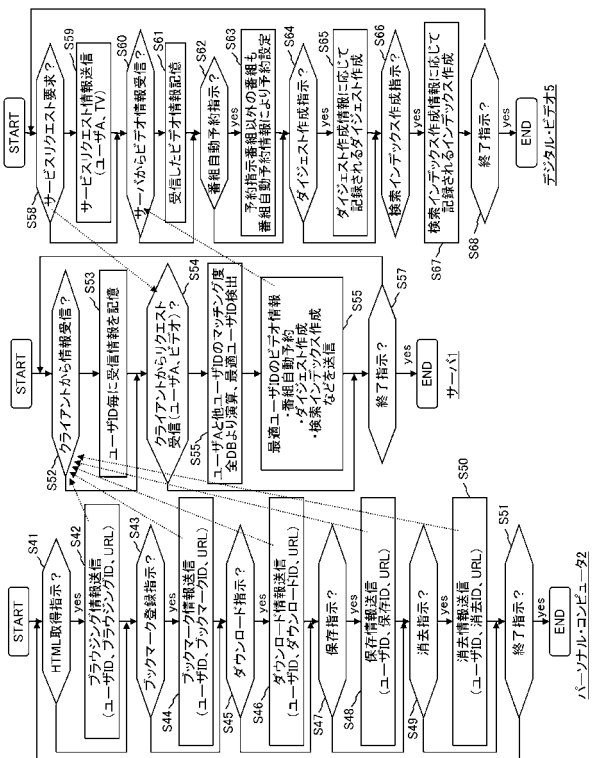 START
S41
HTML取得指示?
yes
S42
ブラウジング情報送信
(ユーザID、ブラウジングID、URL)
S43
ブックマーク登録指示?
yes
S44
ブックマーク情報送信
(ユーザID、ブックマークID、URL)
S45
ダウンロード指示?
yes
S46
ダウンロード情報送信
(ユーザID、ダウンロードID、URL)
S47
保存指示?
yes
S48
保存情報送信
(ユーザID、保存ID、URL)
S49
消去指示?
yes
S50
消去情報送信
(ユーザID、消去ID、URL)
S51
終了指示?
yes
END
パーソナル・コンピュータ2
START
S52
クライアントから情報受信?
yes
S53
ユーザID毎に受信情報を記憶
S54
クライアントからリクエスト
受信(ユーザA、ビデオ)?
yes
S55
ユーザAと他ユーザIDのマッチング度
全DBより演算、最適ユーザID検出
S55
最適ユーザIDのビデオ情報
・番組自動予約
・ダイジェスト作成
・検索インデックス作成
などを送信
S57
終了指示?
yes
END
サーバ1
START
S58
サービスリクエスト要求?
yes
S59
サービスリクエスト情報送信
(ユーザA、TV)
S60
サーバからビデオ情報受信?
yes
S61
受信したビデオ情報記憶
S62
番組自動予約指示?
yes
S63
予約指示番組以外の番組も
番組自動予約情報により予約設定
S64
ダイジェスト作成指示?
yes
S65
ダイジェスト作成情報に応じて
記録されるダイジェスト作成
S66
検索インデックス作成指示?
yes
S67
検索インデックス作成情報に応じて
記録されるインデックス作成
S68
終了指示?
yes
END
デジタル・ビデオ5